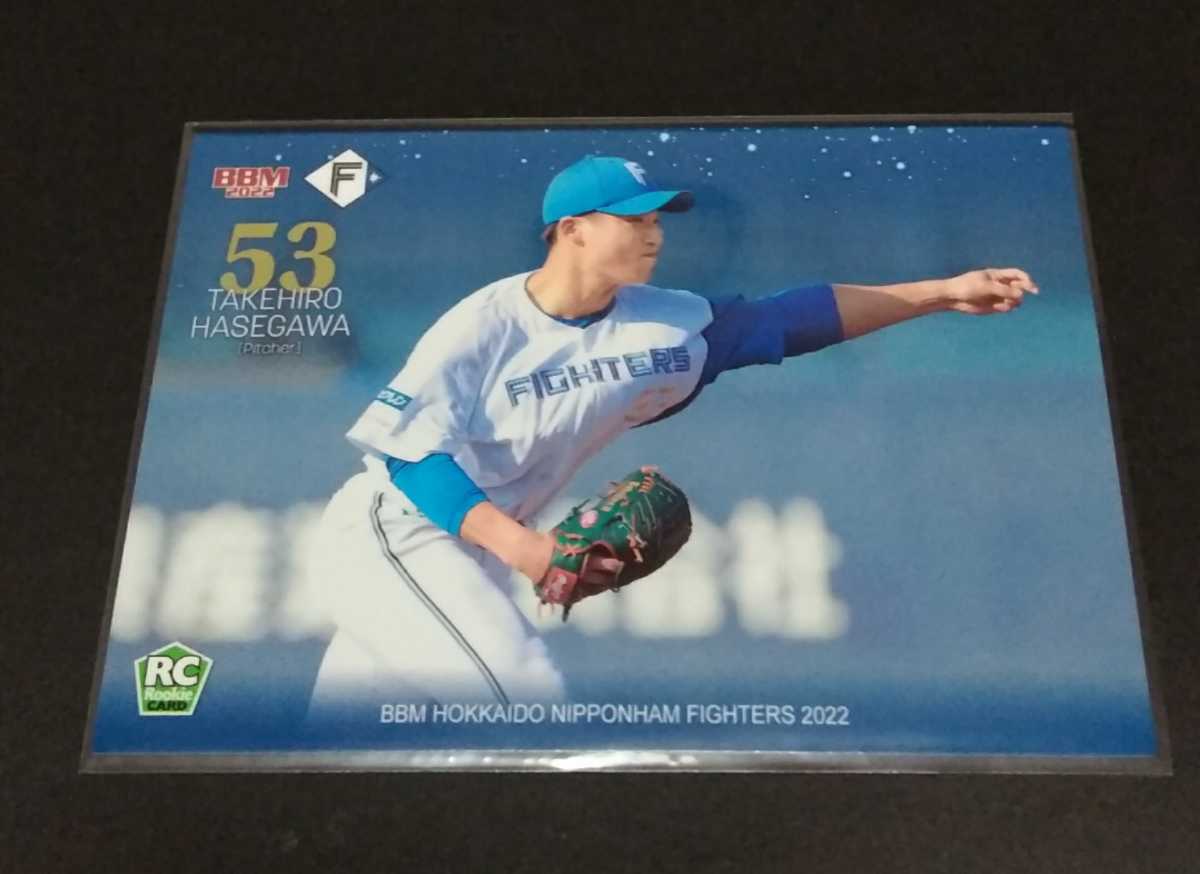 BBM
2022
F
53
TAKEHIRO
HASEGAWA
[Pitcher]
F
FIGHTERS
RC
Rookie
CARD
BBM HOKKAIDO NIPPONHAM FIGHTERS 2022